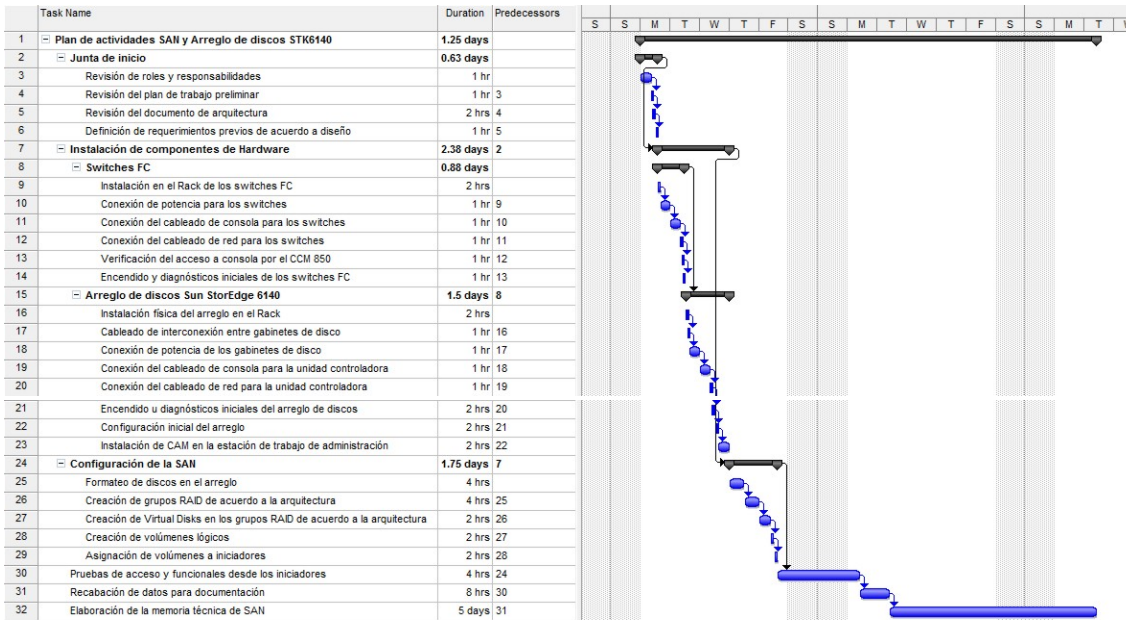 Task Name Duration Predecessors
S S M T W T F S S M T W T F S S M T
1 Plan de actividades SAN y Arreglo de discos STK6140 1.25 days
2 Junta de inicio 0.63 days
3 Revisión de roles y responsabilidades 1 hr
4 Revisión del plan de trabajo preliminar 1 hr 3
5 Revisión del documento de arquitectura 2 hrs 4
6 Definición de requerimientos previos de acuerdo a diseño 1 hr 5
7 Instalación de componentes de Hardware 2.38 days 2
8 Switches FC 0.88 days
9 Instalación en el Rack de los switches FC 2 hrs
10 Conexión de potencia para los switches 1 hr 9
11 Conexión del cableado de consola para los switches 1 hr 10
12 Conexión del cableado de red para los switches 1 hr 11
13 Verificación del acceso a consola por el CCM 850 1 hr 12
14 Encendido y diagnósticos iniciales de los switches FC 1 hr 13
15 Arreglo de discos Sun StorEdge 6140 1.5 days 8
16 Instalación física del arreglo en el Rack 2 hrs
17 Cableado de interconexión entre gabinetes de disco 1 hr 16
18 Conexión de potencia de los gabinetes de disco 1 hr 17
19 Conexión del cableado de consola para la unidad controladora 1 hr 18
20 Conexión del cableado de red para la unidad controladora 1 hr 19
21 Encendido u diagnósticos iniciales del arreglo de discos 2 hrs 20
22 Configuración inicial del arreglo 2 hrs 21
23 Instalación de CAM en la estación de trabajo de administración 2 hrs 22
24 Configuración de la SAN 1.75 days 7
25 Formateo de discos en el arreglo 4 hrs
26 Creación de grupos RAID de acuerdo a la arquitectura 4 hrs 25
27 Creación de Virtual Disks en los grupos RAID de acuerdo a la arquitectura 2 hrs 26
28 Creación de volúmenes lógicos 2 hrs 27
29 Asignación de volúmenes a iniciadores 2 hrs 28
30 Pruebas de acceso y funcionales desde los iniciadores 4 hrs 24
31 Recabación de datos para documentación 8 hrs 30
32 Elaboración de la memoria técnica de SAN 5 days 31